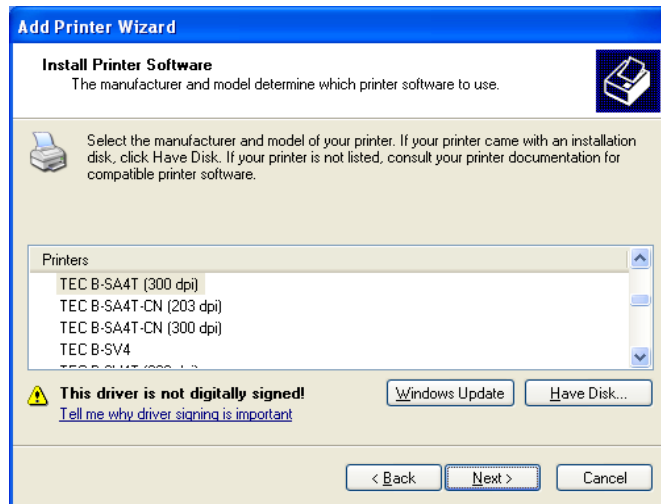 Add Printer Wizard
Install Printer Software
The manufacturer and model determine which printer software to use.
Select the manufacturer and model of your printer. If your printer came with an installation
disk, click Have Disk. If your printer is not listed, consult your printer documentation for
compatible printer software.
Printers
TEC B-SA4T (300 dpi)
TEC B-SA4T-CN (203 dpi)
TEC B-SA4T-CN (300 dpi)
TEC B-SV4
This driver is not digitally signed!
Tell me why driver signing is important
Windows Update
Have Disk...
< Back
Next >
Cancel